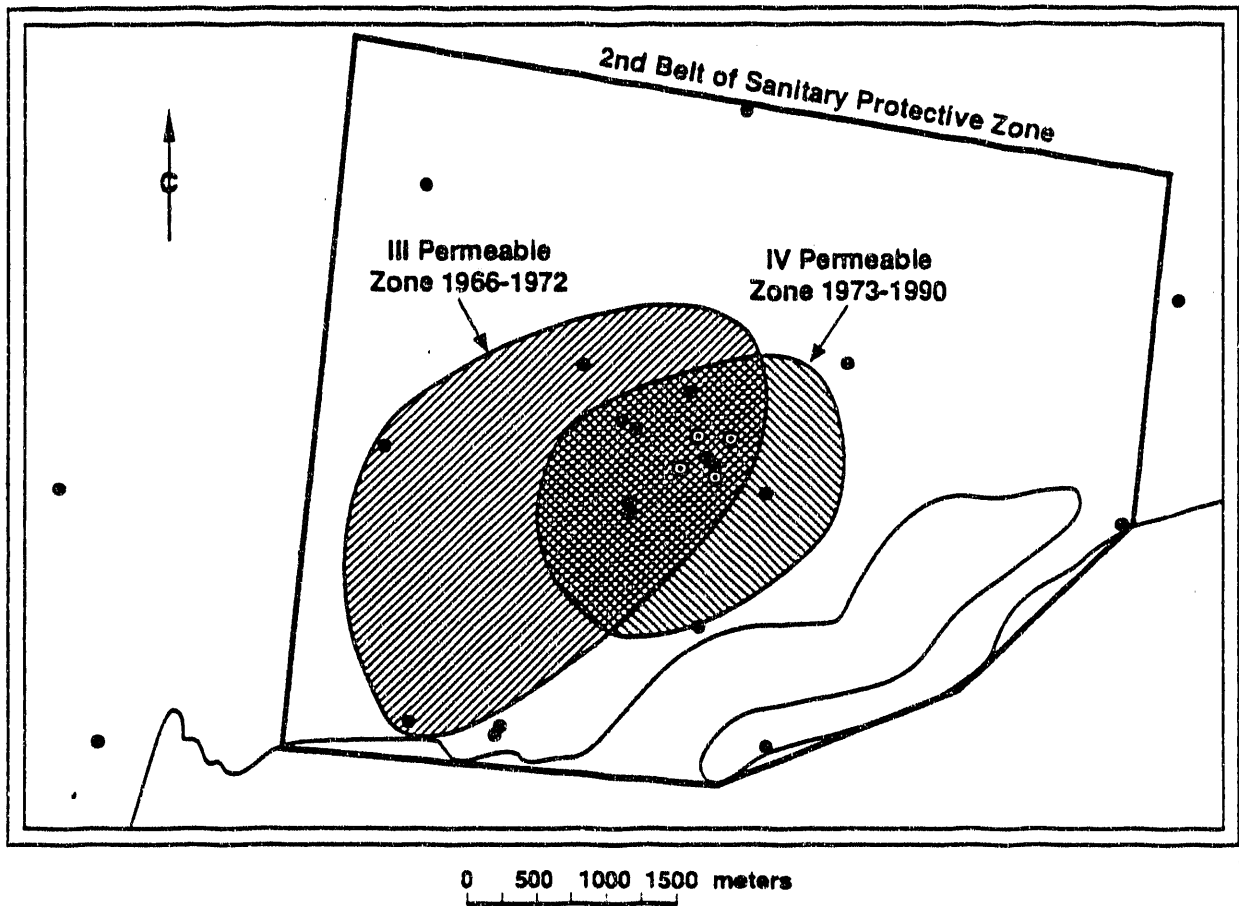 2nd Belt of Sanitary Protective Zone
C
III Permeable
Zone 1966-1972
IV Permeable
Zone 1973-1990
0 500 1000 1500 meters